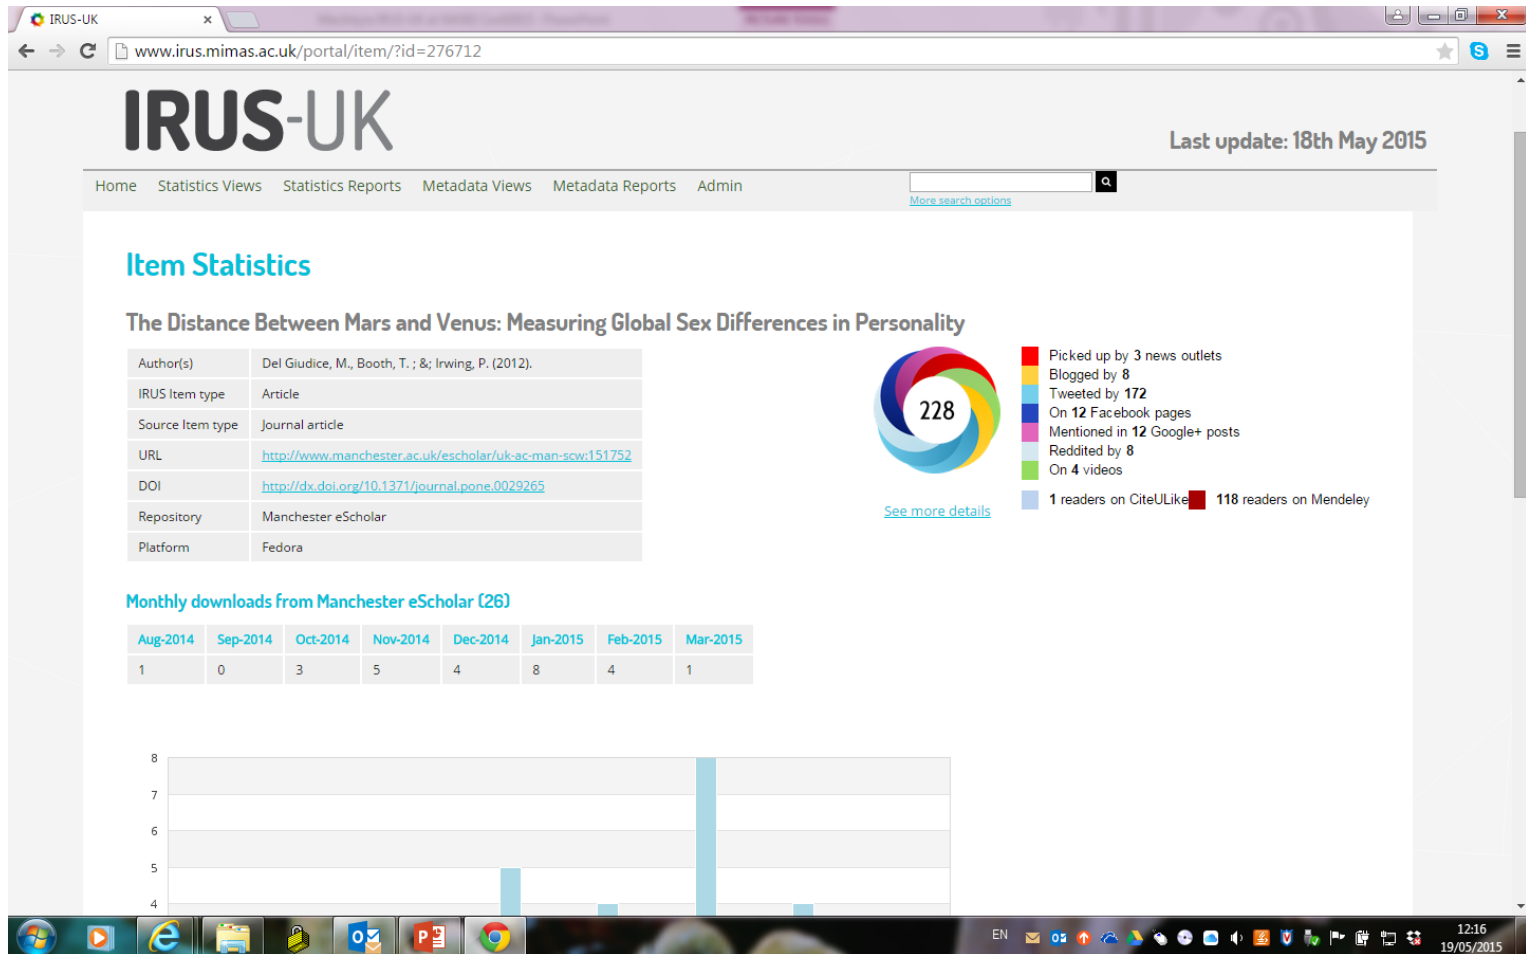 IRUS-UK
www.irus.mimas.ac.uk/portal/item/?id=276712
IRUS-UK
Last update: 18th May 2015
Home Statistics Views Statistics Reports Metadata Views Metadata Reports Admin
More search options
Item Statistics
The Distance Between Mars and Venus: Measuring Global Sex Differences in Personality
Author(s) Del Giudice, M., Booth, T. ; &; Irwing, P. (2012).
IRUS Item type Article
Source Item type Journal article
URL http://www.manchester.ac.uk/escholar/uk-ac-man-scw:151752
DOI http://dx.doi.org/10.1371/journal.pone.0029265
Repository Manchester eScholar
Platform Fedora
228
See more details
Picked up by 3 news outlets
Blogged by 8
Tweeted by 172
On 12 Facebook pages
Mentioned in 12 Google+ posts
Reddited by 8
On 4 videos
1 readers on CiteULike 118 readers on Mendeley
Monthly downloads from Manchester eScholar (26)
Aug-2014 Sep-2014 Oct-2014 Nov-2014 Dec-2014 Jan-2015 Feb-2015 Mar-2015
1 0 3 5 4 8 4 1
8
7
6
5
4
EN
12:16
19/05/2015